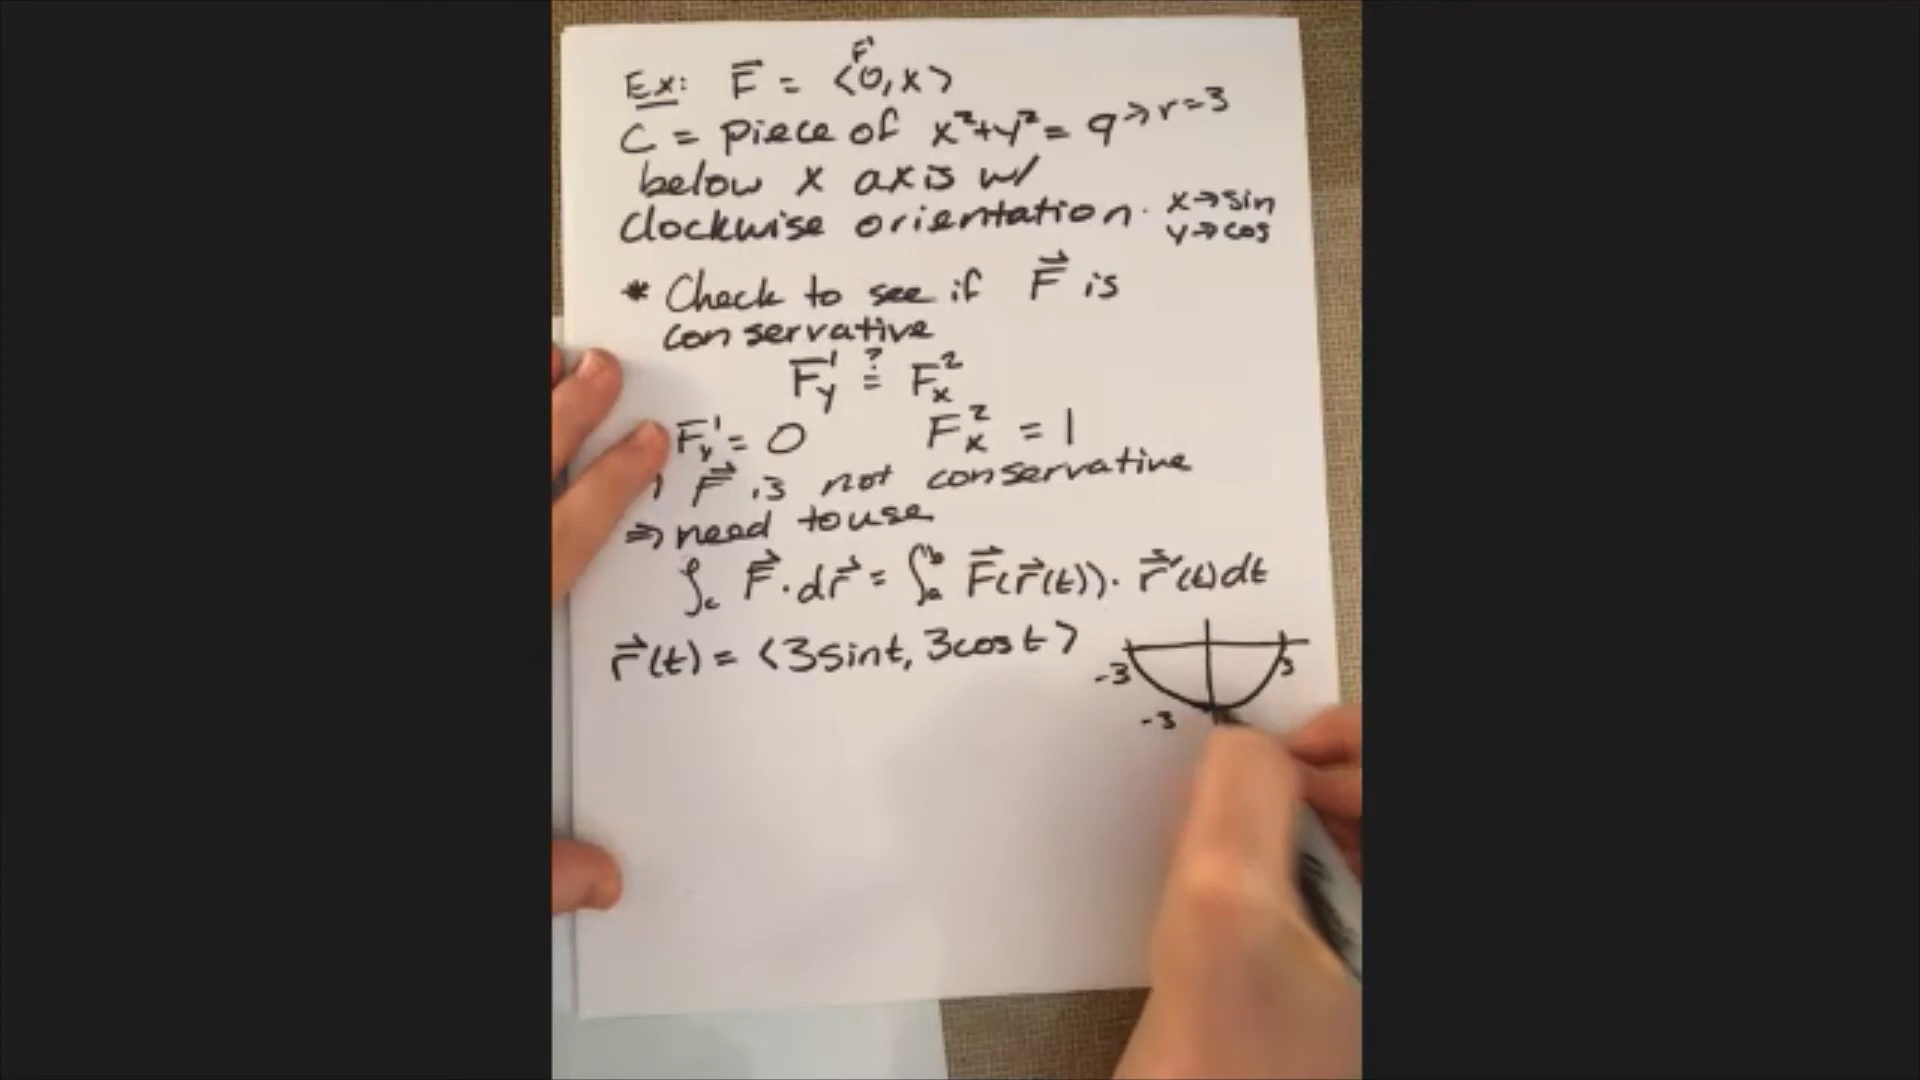 F¹
Ex: F⃗ = ⟨0, x⟩
C = piece of x²+y² = 9 → r=3
below x axis w/
clockwise orientation. x→sin
y→cos
* Check to see if F⃗ is
conservative
F¹y ?= F²x
F¹y = 0 F²x = 1
F⃗ is not conservative
⇒ need to use
∫c F⃗ · dr⃗ = ∫ₐᵇ F⃗(r⃗(t)) · r⃗'(t)dt
r⃗(t) = ⟨3sint, 3cost⟩
-3 3
-3